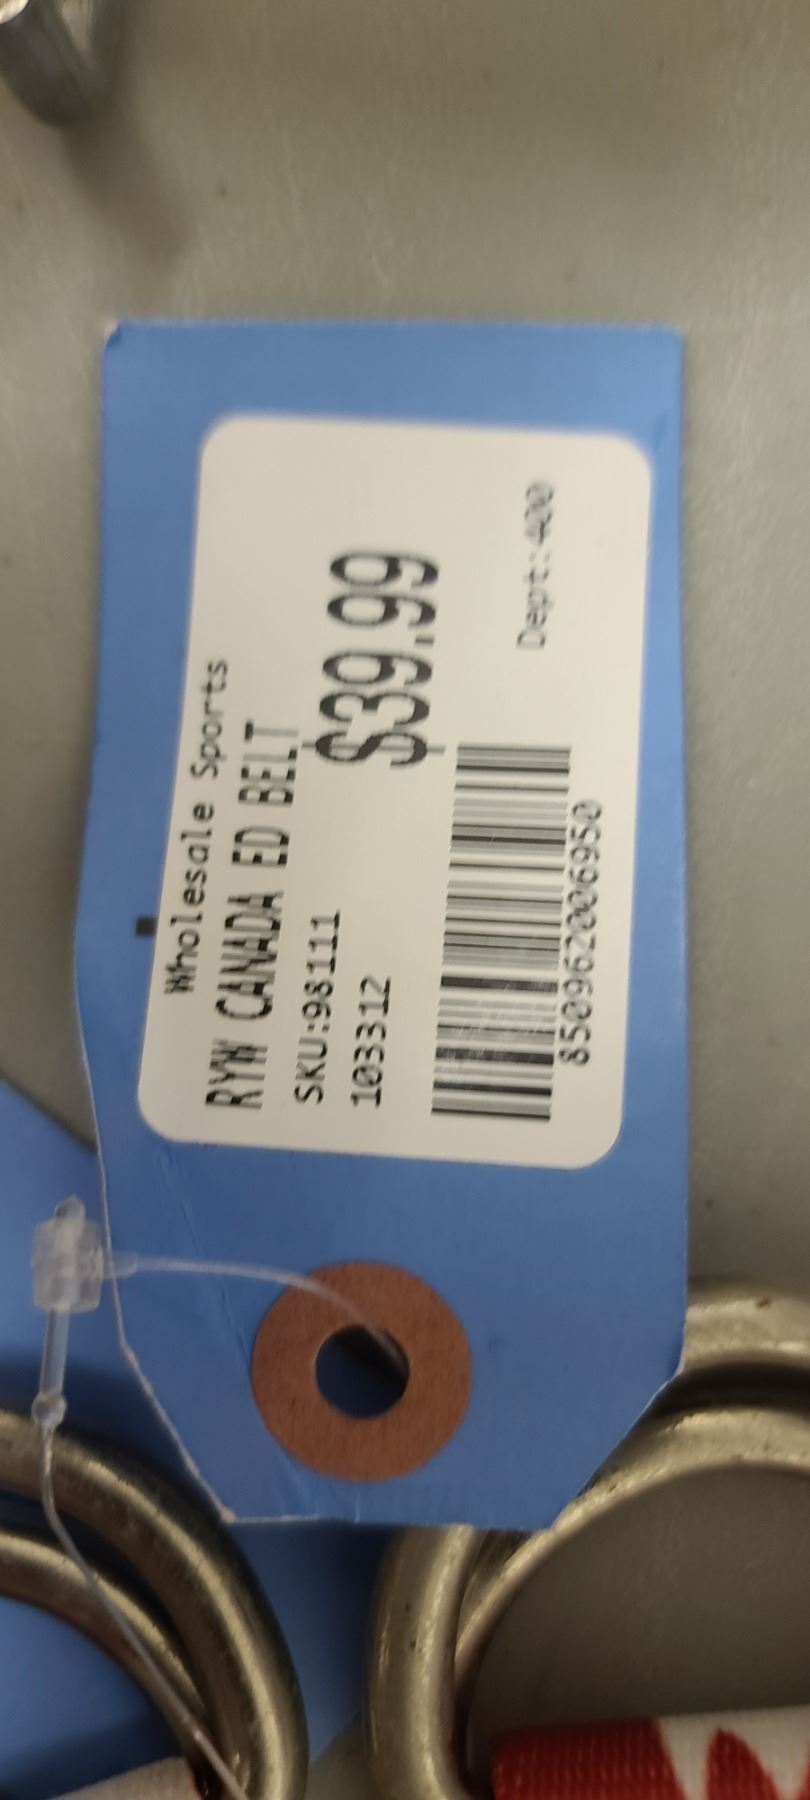 Wholesale Sports
RYW CANADA ED BELT
SKU:98111
103312
$39.99
Dept:400
850962006950